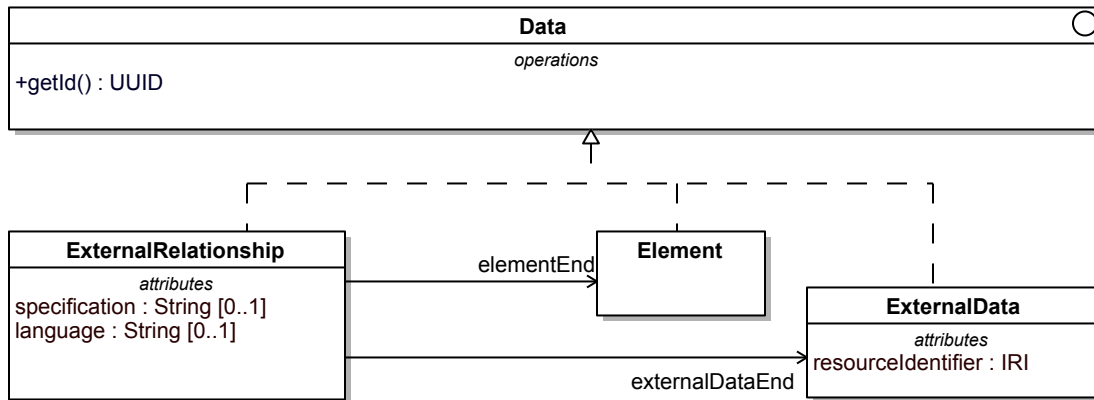 Data
operations
+getId() : UUID
ExternalRelationship
attributes
specification : String [0..1]
language : String [0..1]
elementEnd
Element
externalDataEnd
ExternalData
attributes
resourceIdentifier : IRI